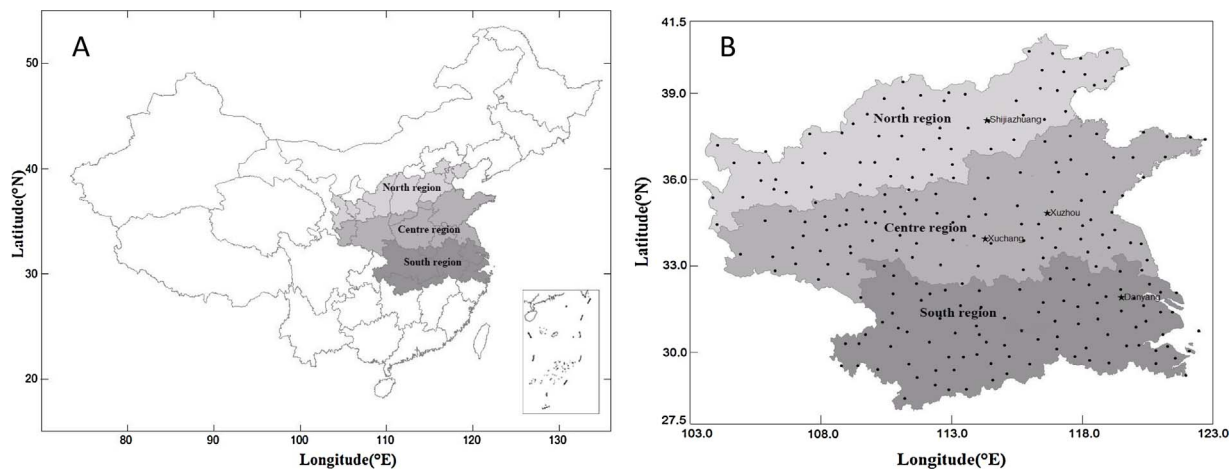 A
50
40
30
20
Latitude(°N)
North region
Centre region
South region
80
90
100
110
120
130
Longitude(°E)
B
41.5
39.0
36.0
33.0
30.0
27.5
Latitude(°N)
North region
Shijiazhuang
Xuzhou
Centre region
Xuchang
Danyang
South region
103.0
108.0
113.0
118.0
123.0
Longitude(°E)